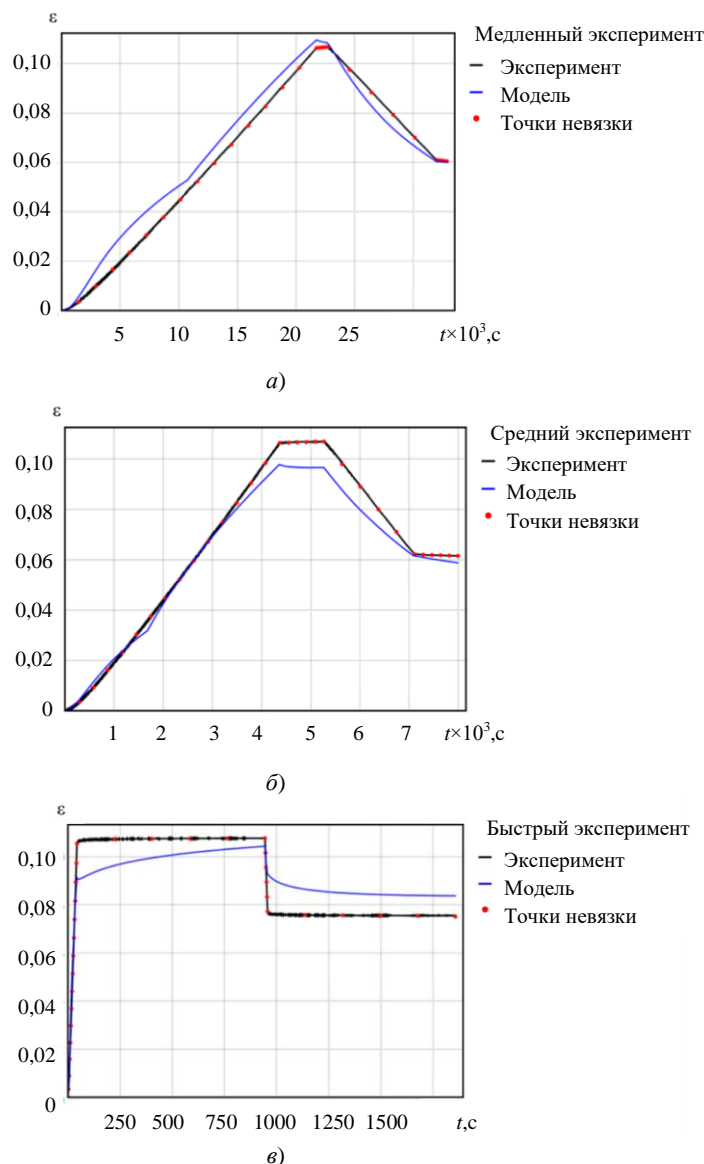 ε
Медленный эксперимент
Эксперимент
Модель
Точки невязки
0,10
0,08
0,06
0,04
0,02
0
5 10 15 20 25 t×10³,с
а)
ε
Средний эксперимент
Эксперимент
Модель
Точки невязки
0,10
0,08
0,06
0,04
0,02
0
1 2 3 4 5 6 7 t×10³,с
б)
ε
Быстрый эксперимент
Эксперимент
Модель
Точки невязки
0,10
0,08
0,06
0,04
0,02
0
250 500 750 1000 1250 1500 t,с
в)